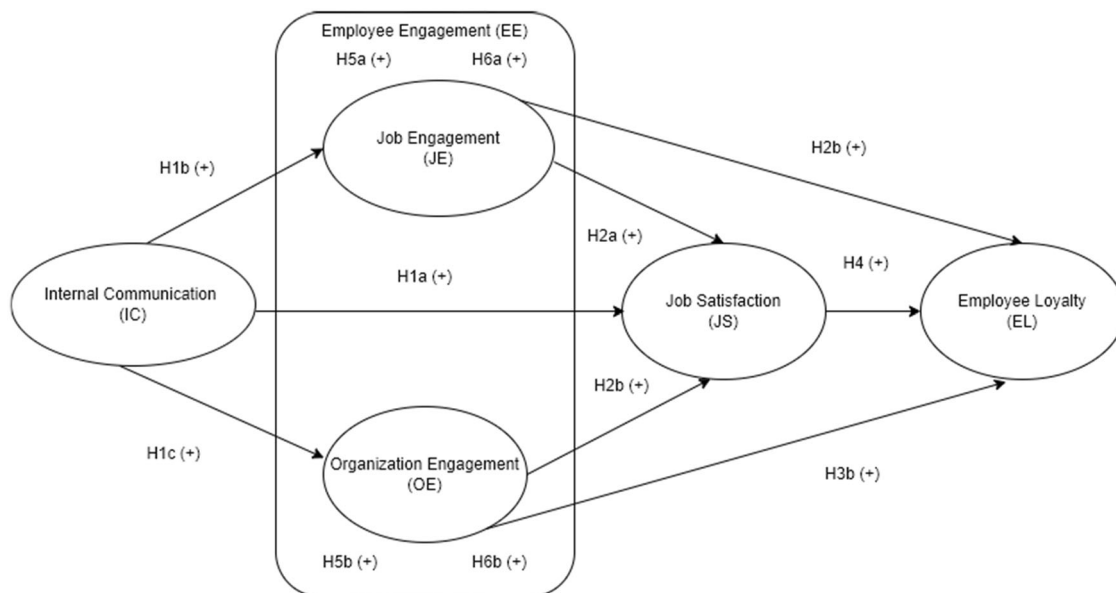 Employee Engagement (EE)
H5a (+)
H6a (+)
Job Engagement
(JE)
H1b (+)
H2b (+)
H2a (+)
H1a (+)
H4 (+)
Internal Communication
(IC)
Job Satisfaction
(JS)
Employee Loyalty
(EL)
H2b (+)
H1c (+)
Organization Engagement
(OE)
H3b (+)
H5b (+)
H6b (+)